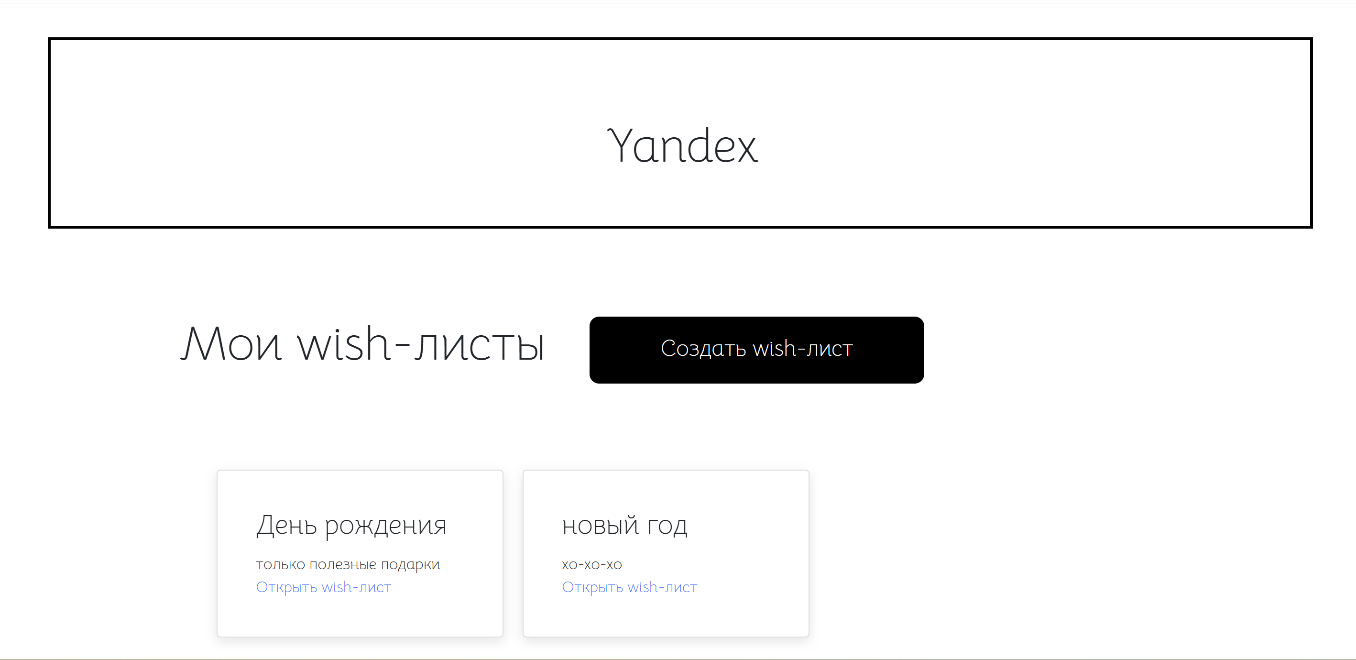 Yandex
Мои wish-листы
Создать wish-лист
День рождения
только полезные подарки
Открыть wish-лист
новый год
хо-хо-хо
Открыть wish-лист